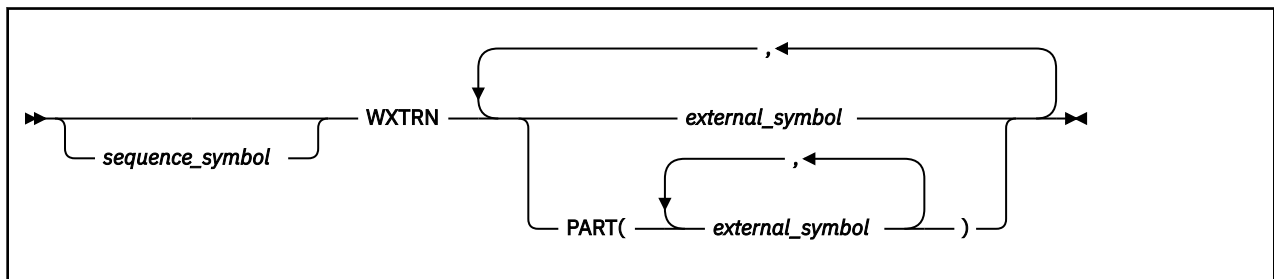 ,
WXTRN external_symbol
sequence_symbol ,
PART( external_symbol )